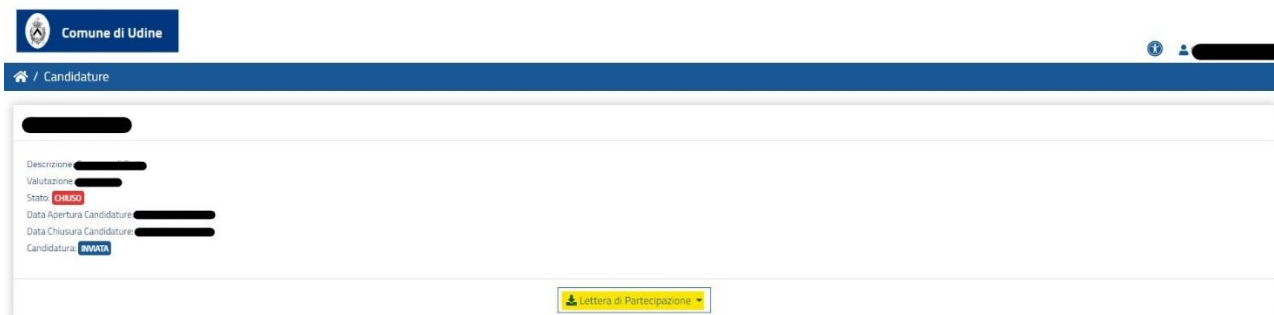 Comune di Udine
/ Candidature
Descrizione:
Valutazione:
Stato: CHIUSO
Data Apertura Candidature:
Data Chiusura Candidature:
Candidatura: INVIATA
Lettera di Partecipazione